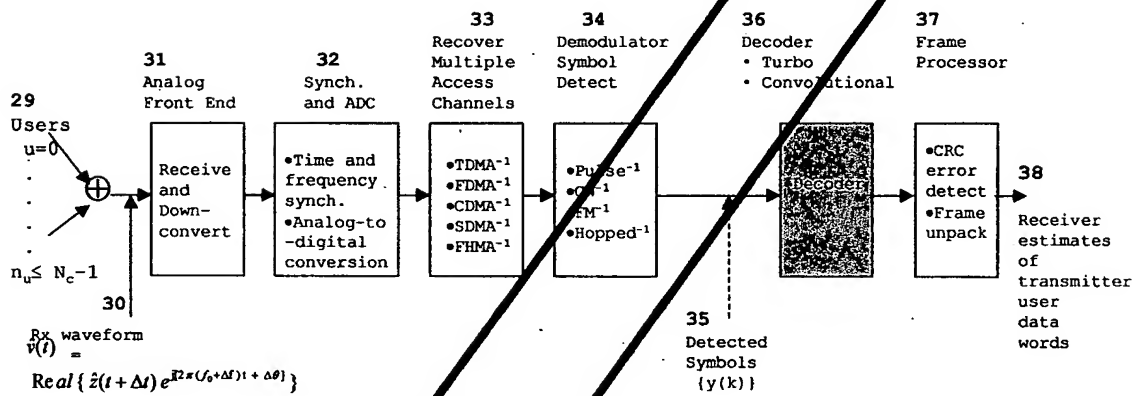 29
Users
u=0
.
.
.
.
n_u ≤ N_c-1
30
Rx waveform
v̂(t) =
Real{ẑ(t+Δt) e^{j[2π(f_0+Δf)t + Δθ]}}
31
Analog
Front End
Receive
and
Down-
convert
32
Synch.
and ADC
•Time and
frequency
synch.
•Analog-to
-digital
conversion
33
Recover
Multiple
Access
Channels
•TDMA⁻¹
•FDMA⁻¹
•CDMA⁻¹
•SDMA⁻¹
•FHMA⁻¹
34
Demodulator
Symbol
Detect
•Pulse⁻¹
FM⁻¹
•Hopped⁻¹
35
Detected
Symbols
{y(k)}
36
Decoder
• Turbo
• Convolutional
Decoder
37
Frame
Processor
•CRC
error
detect
•Frame
unpack
38
Receiver
estimates
of
transmitter
user
data
words